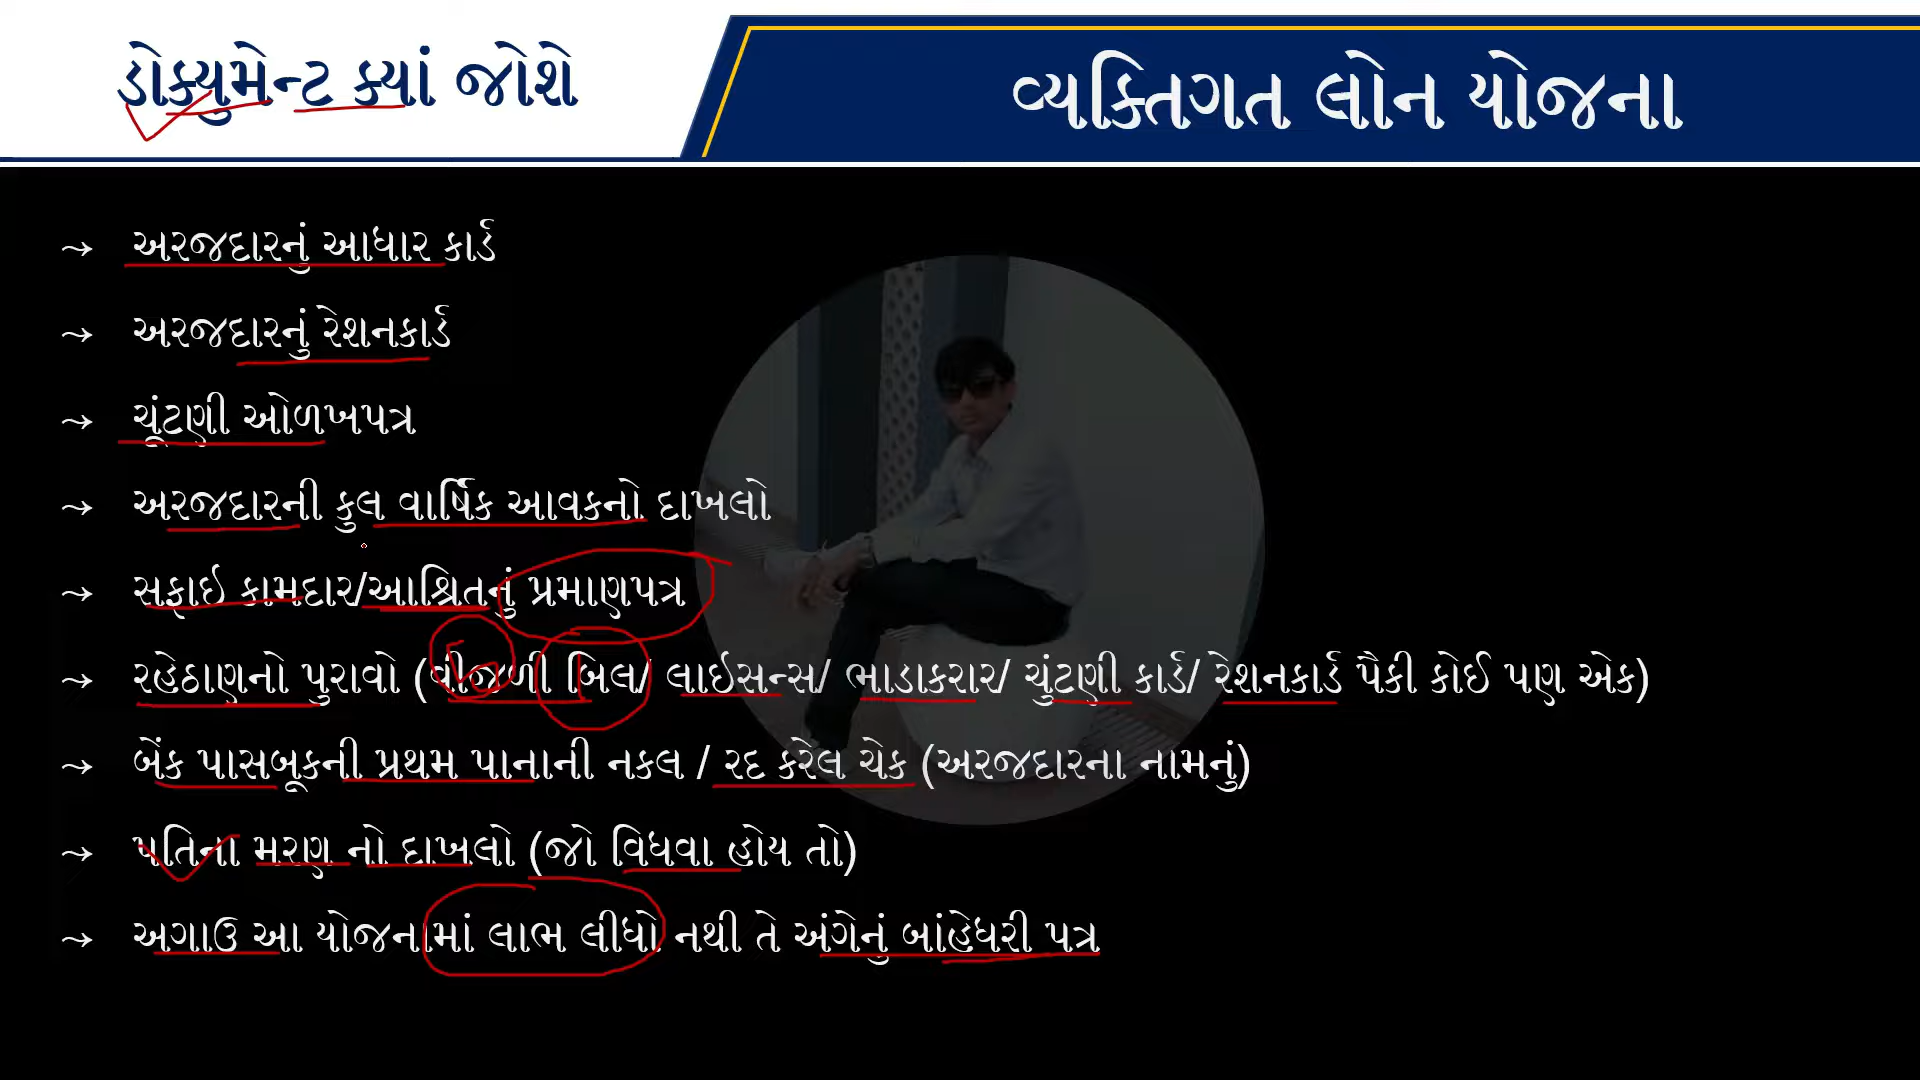 ડોક્યુમેન્ટ ક્યાં જોશે
વ્યક્તિગત લોન યોજના
→ અરજદારનું આધાર કાર્ડ
→ અરજદારનું રેશનકાર્ડ
→ ચૂંટણી ઓળખપત્ર
→ અરજદારની કુલ વાર્ષિક આવકનો દાખલો
→ સફાઇ કામદાર/આશ્રિતનું પ્રમાણપત્ર
→ રહેઠાણનો પુરાવો (વીજળી બિલ/ લાઇસન્સ/ ભાડાકરાર/ ચુંટણી કાર્ડ/ રેશનકાર્ડ પૈકી કોઈ પણ એક)
→ બેંક પાસબૂકની પ્રથમ પાનાની નકલ / રદ કરેલ ચેક (અરજદારના નામનું)
→ પતિના મરણ નો દાખલો (જો વિધવા હોય તો)
→ અગાઉ આ યોજનામાં લાભ લીધો નથી તે અંગેનું બાંહેધરી પત્ર